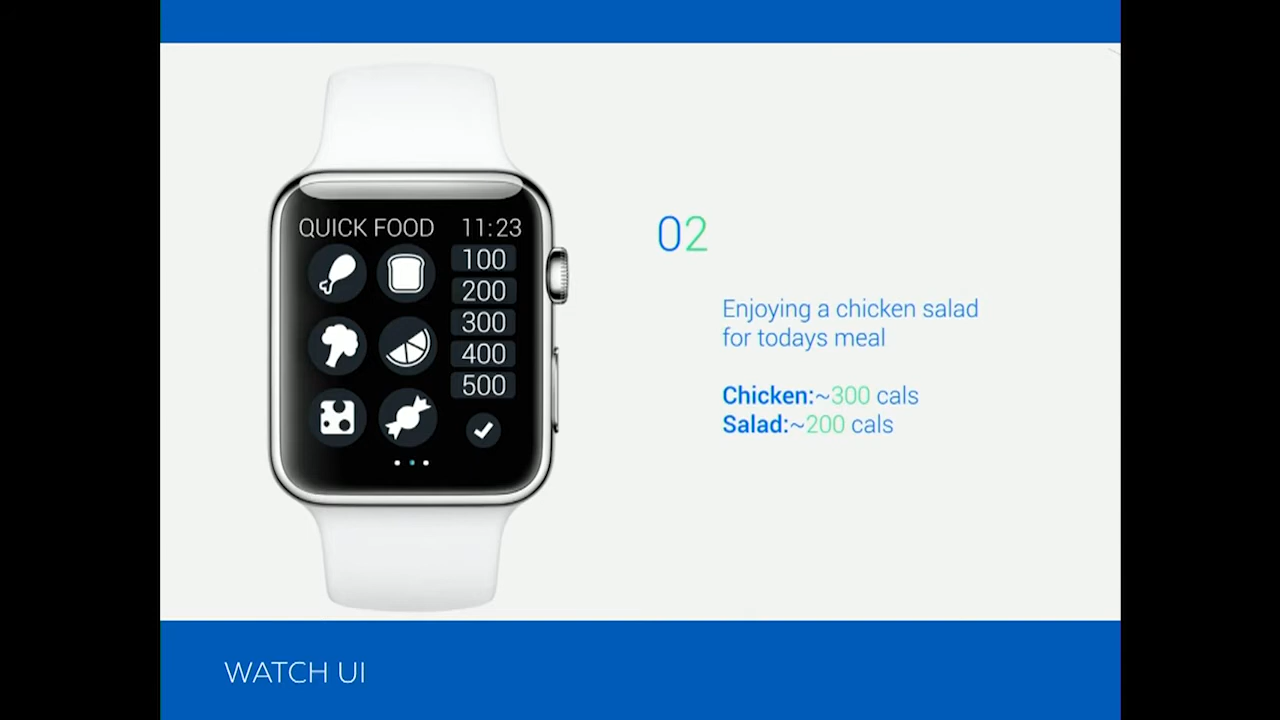 QUICK FOOD 11:23
100
200
300
400
500
02
Enjoying a chicken salad
for todays meal
Chicken:~300 cals
Salad:~200 cals
WATCH UI